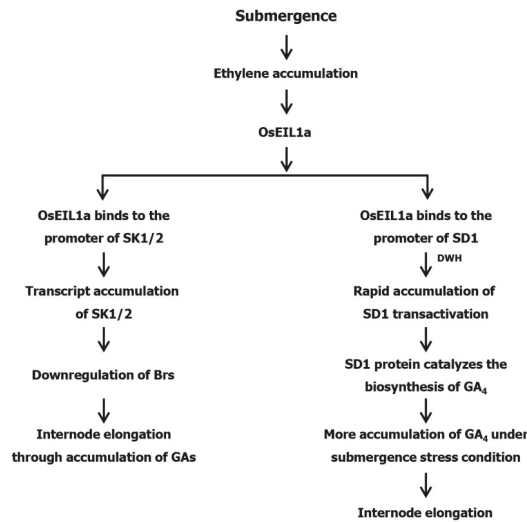 Submergence
Ethylene accumulation
OsEIL1a
OsEIL1a binds to the
promoter of SK1/2
Transcript accumulation
of SK1/2
Downregulation of Brs
Internode elongation
through accumulation of GAs
OsEIL1a binds to the
promoter of SD1
DWH
Rapid accumulation of
SD1 transactivation
SD1 protein catalyzes the
biosynthesis of GA₄
More accumulation of GA₄ under
submergence stress condition
Internode elongation